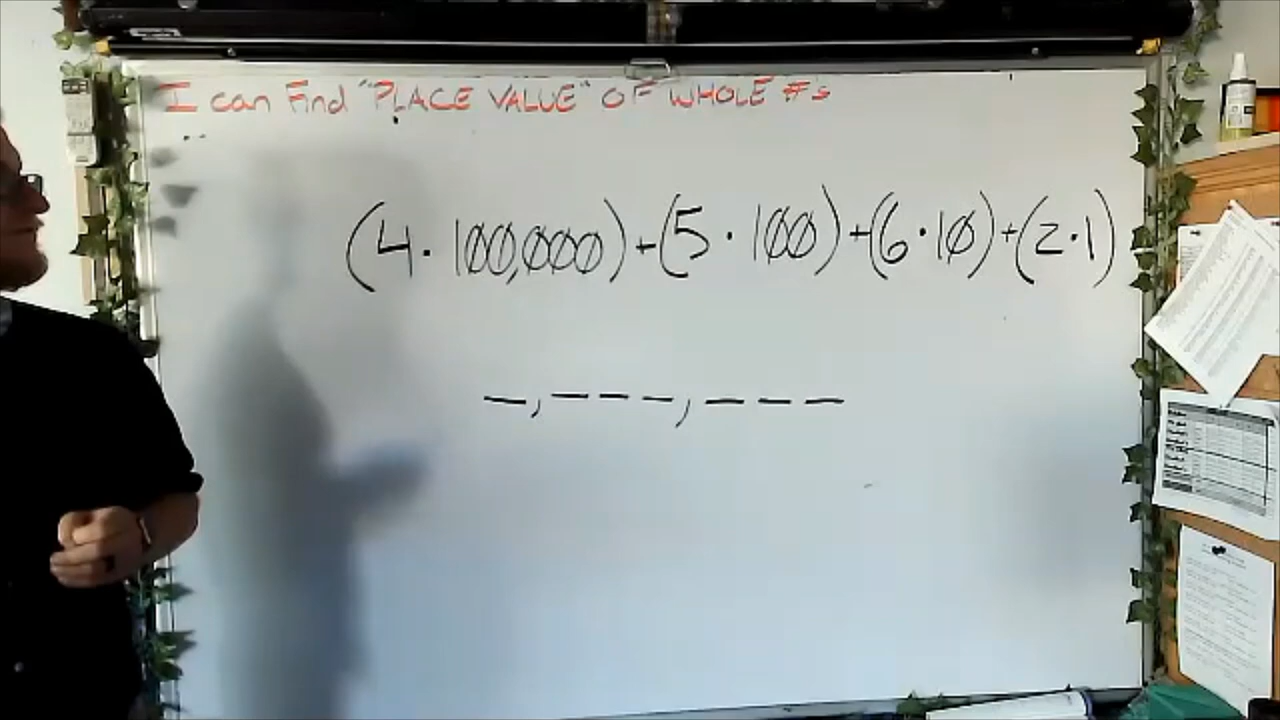 I can Find "PLACE VALUE" OF WHOLE #s
(4 · 100,000) + (5 · 100) + (6 · 10) + (2 · 1)
_,_ _ _,_ _ _